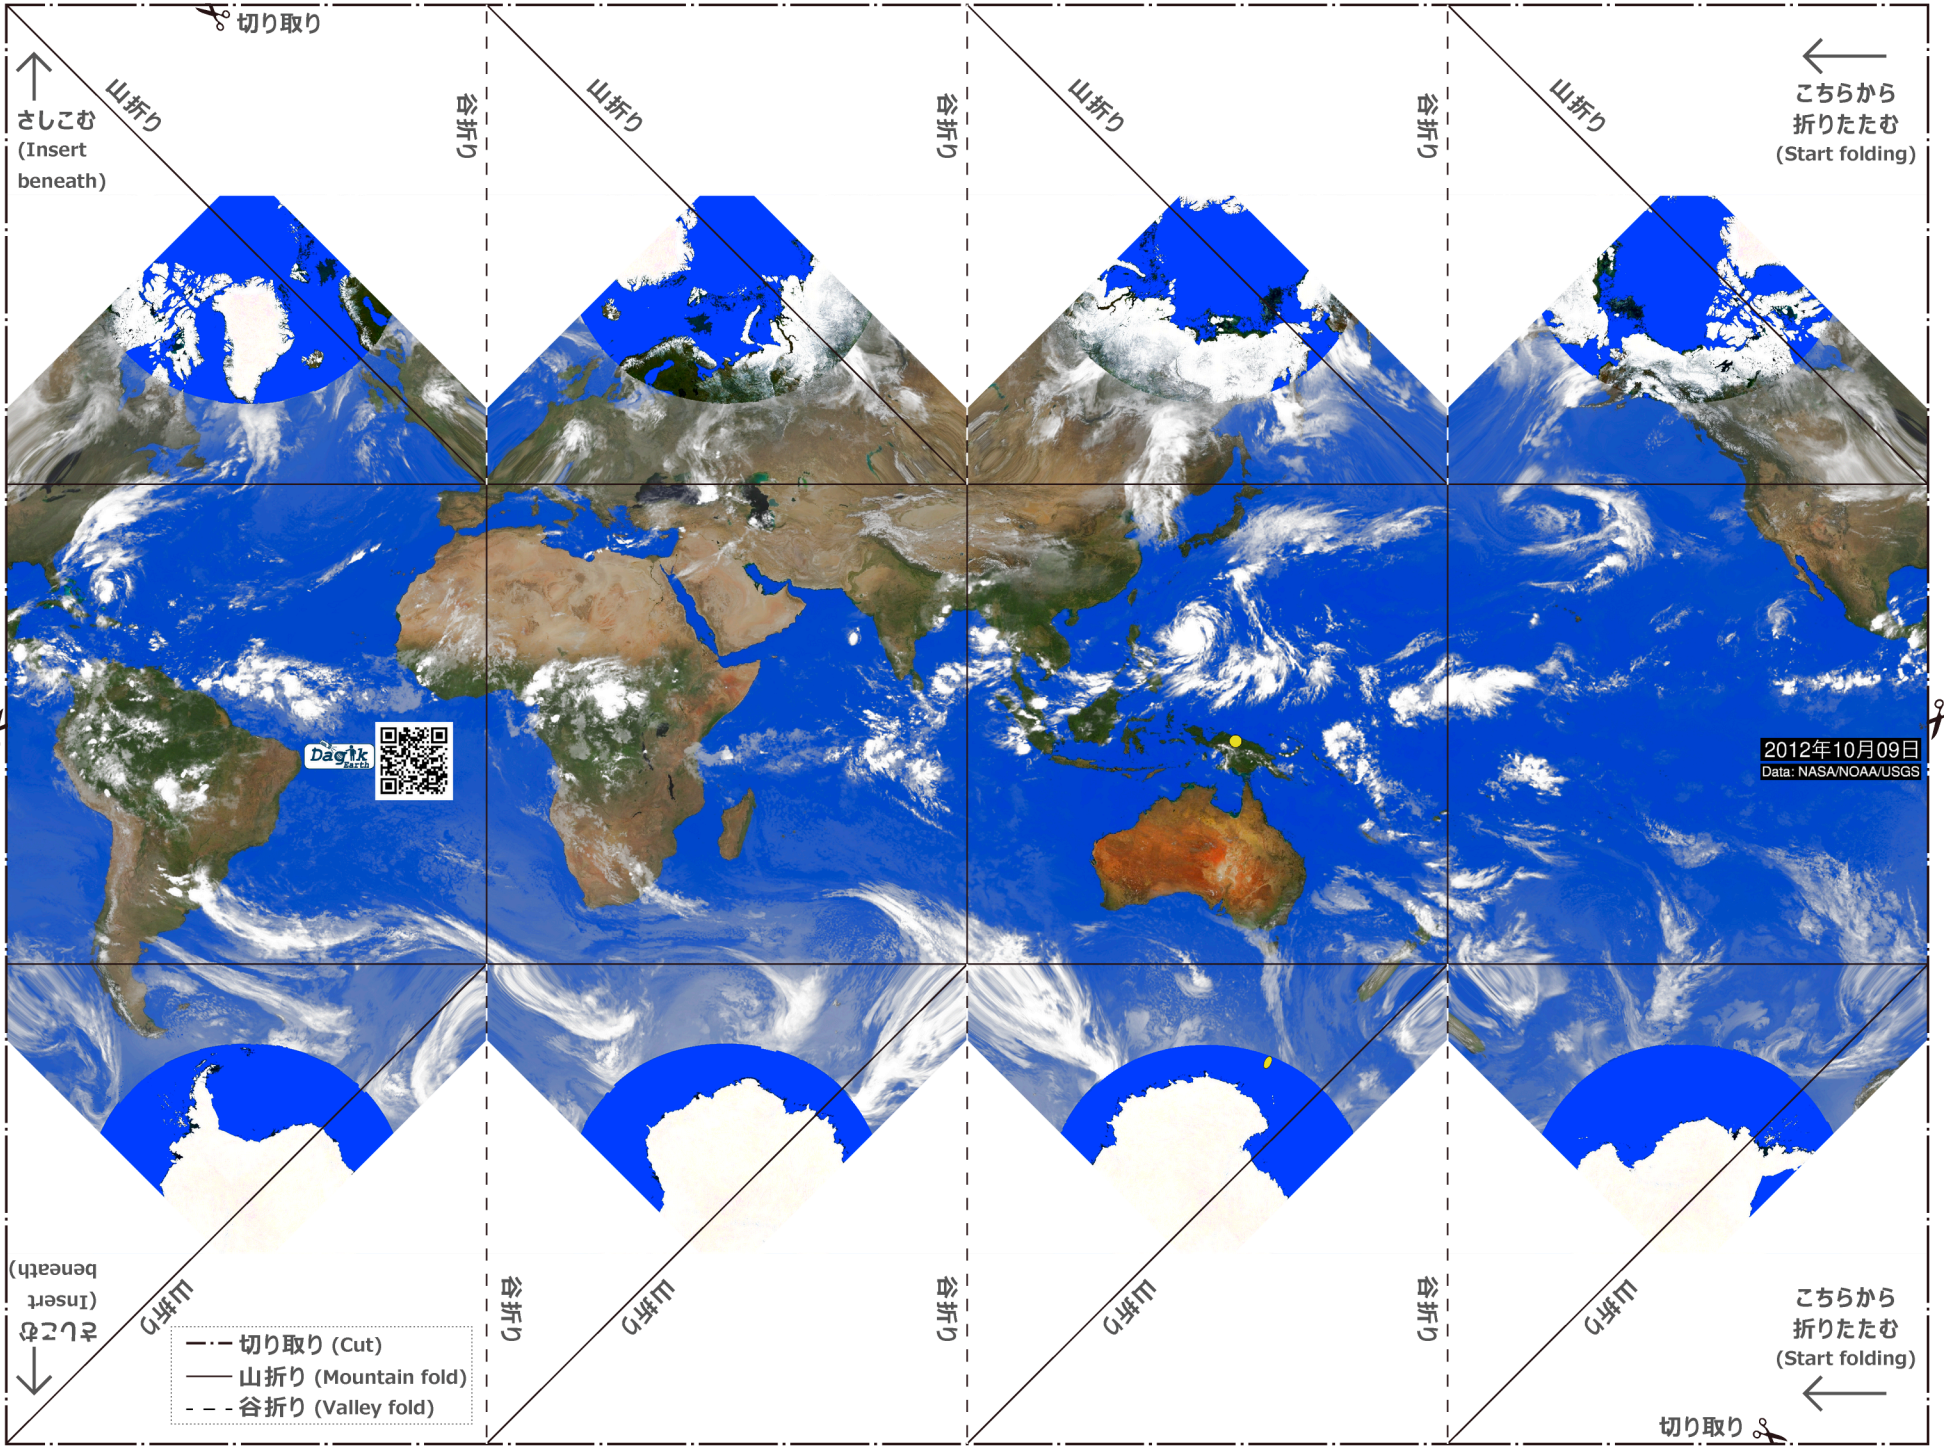 切り取り
山折り
谷折り
山折り
谷折り
山折り
谷折り
山折り
さしこむ
(Insert
beneath)
こちらから
折りたたむ
(Start folding)
Dagik
Earth
2012年10月09日
Data: NASA/NOAA/USGS
さしこむ
(Insert
beneath)
山折り
谷折り
山折り
谷折り
山折り
谷折り
山折り
こちらから
折りたたむ
(Start folding)
切り取り (Cut)
山折り (Mountain fold)
谷折り (Valley fold)
切り取り